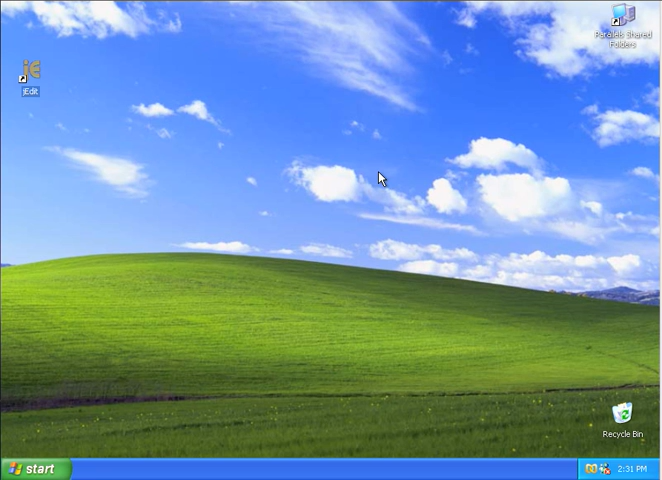 Parallels Shared
Folders
jEdit
Recycle Bin
start
2:31 PM